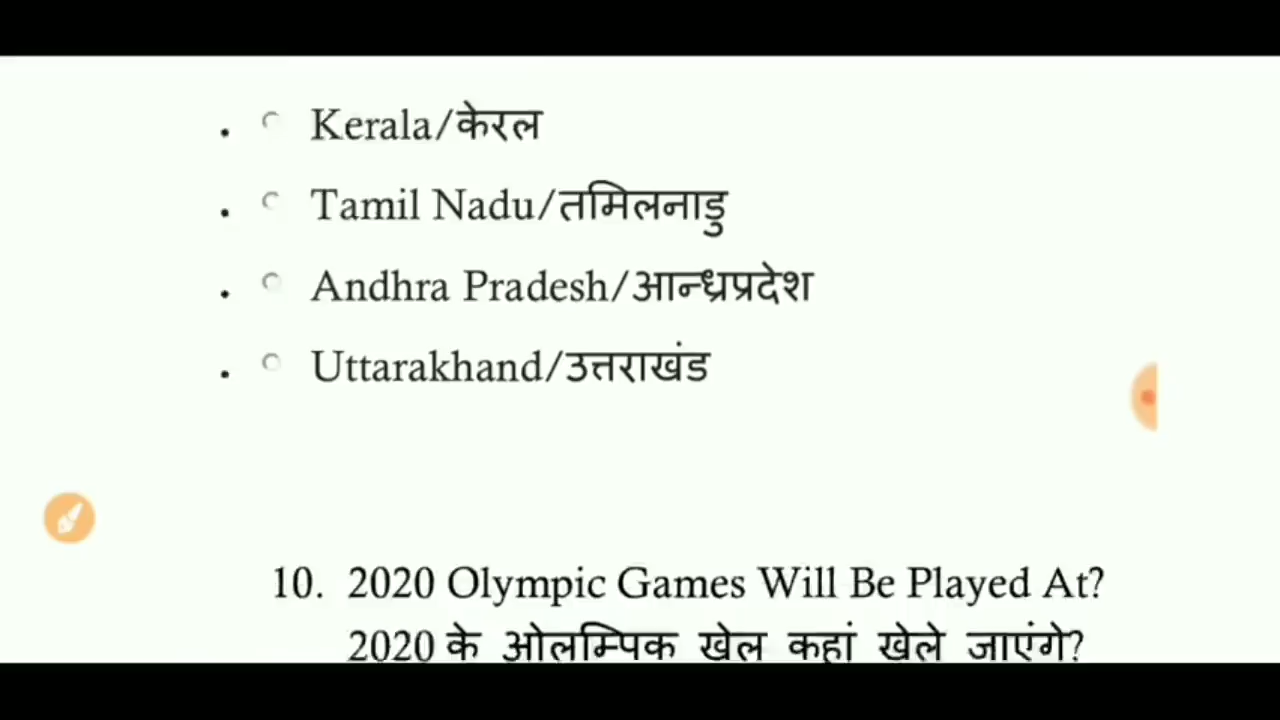 Kerala/केरल
Tamil Nadu/तमिलनाडु
Andhra Pradesh/आन्ध्रप्रदेश
Uttarakhand/उत्तराखंड
10. 2020 Olympic Games Will Be Played At?
2020 के ओलम्पिक खेल कहां खेले जाएंगे?